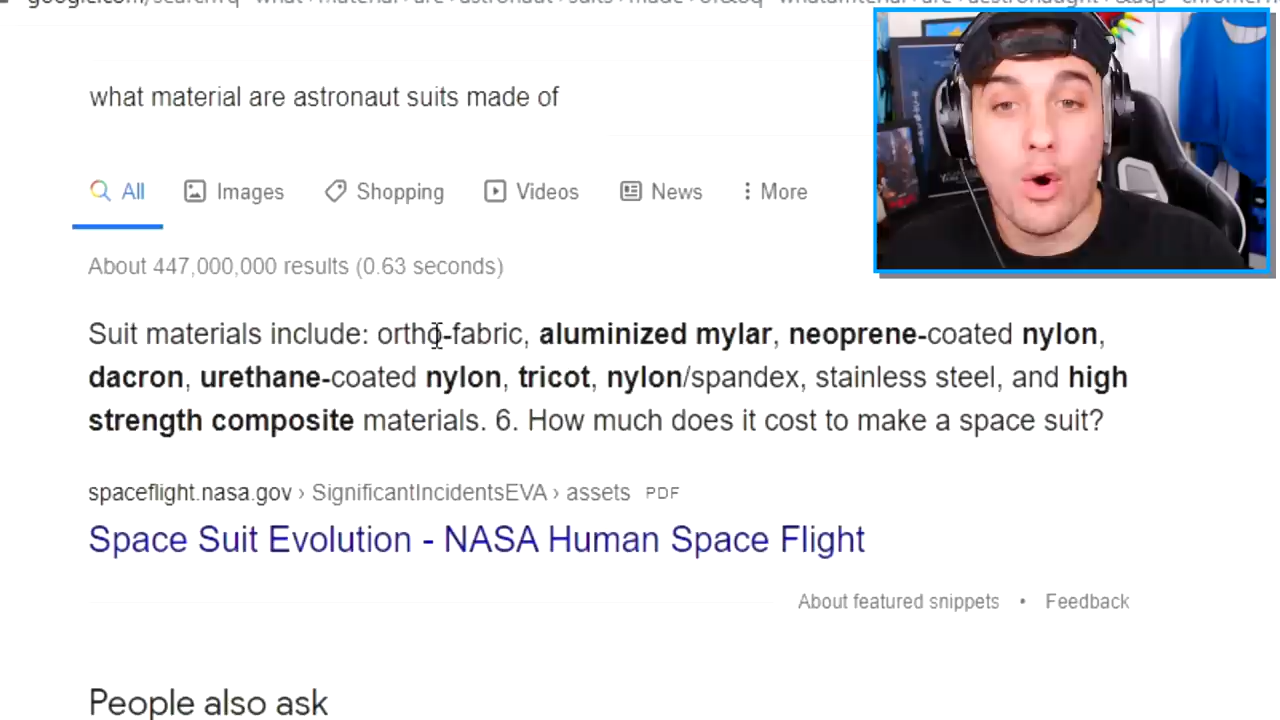 what material are astronaut suits made of
All Images Shopping Videos News More
About 447,000,000 results (0.63 seconds)
Suit materials include: ortho-fabric, aluminized mylar, neoprene-coated nylon,
dacron, urethane-coated nylon, tricot, nylon/spandex, stainless steel, and high
strength composite materials. 6. How much does it cost to make a space suit?
spaceflight.nasa.gov › SignificantIncidentsEVA › assets PDF
Space Suit Evolution - NASA Human Space Flight
About featured snippets • Feedback
People also ask